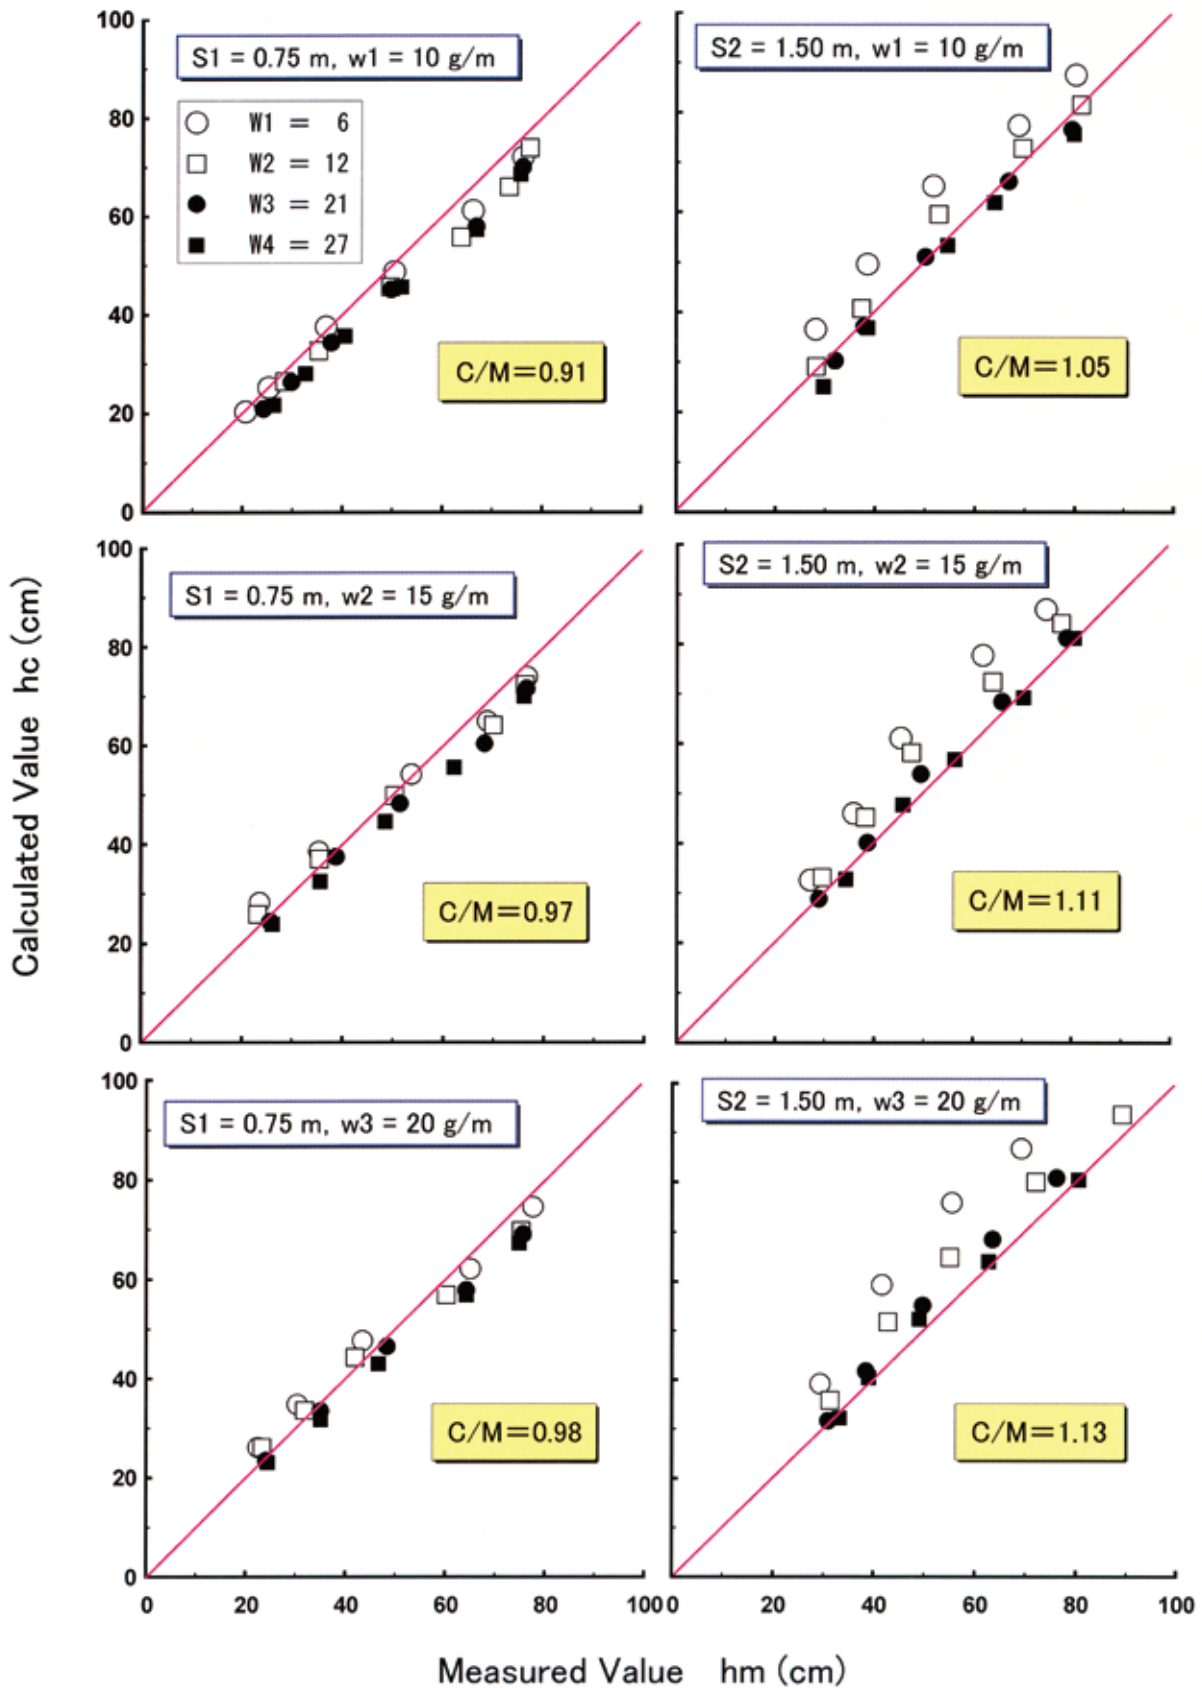 100
S1 = 0.75 m, w1 = 10 g/m
S2 = 1.50 m, w1 = 10 g/m
W1 = 6
W2 = 12
W3 = 21
W4 = 27
80
60
40
20
0
C/M=0.91
C/M=1.05
100
S1 = 0.75 m, w2 = 15 g/m
S2 = 1.50 m, w2 = 15 g/m
80
60
40
20
0
C/M=0.97
C/M=1.11
Calculated Value hc (cm)
100
S1 = 0.75 m, w3 = 20 g/m
S2 = 1.50 m, w3 = 20 g/m
80
60
40
20
0
C/M=0.98
C/M=1.13
0 20 40 60 80 100 0 20 40 60 80 100
Measured Value hm (cm)